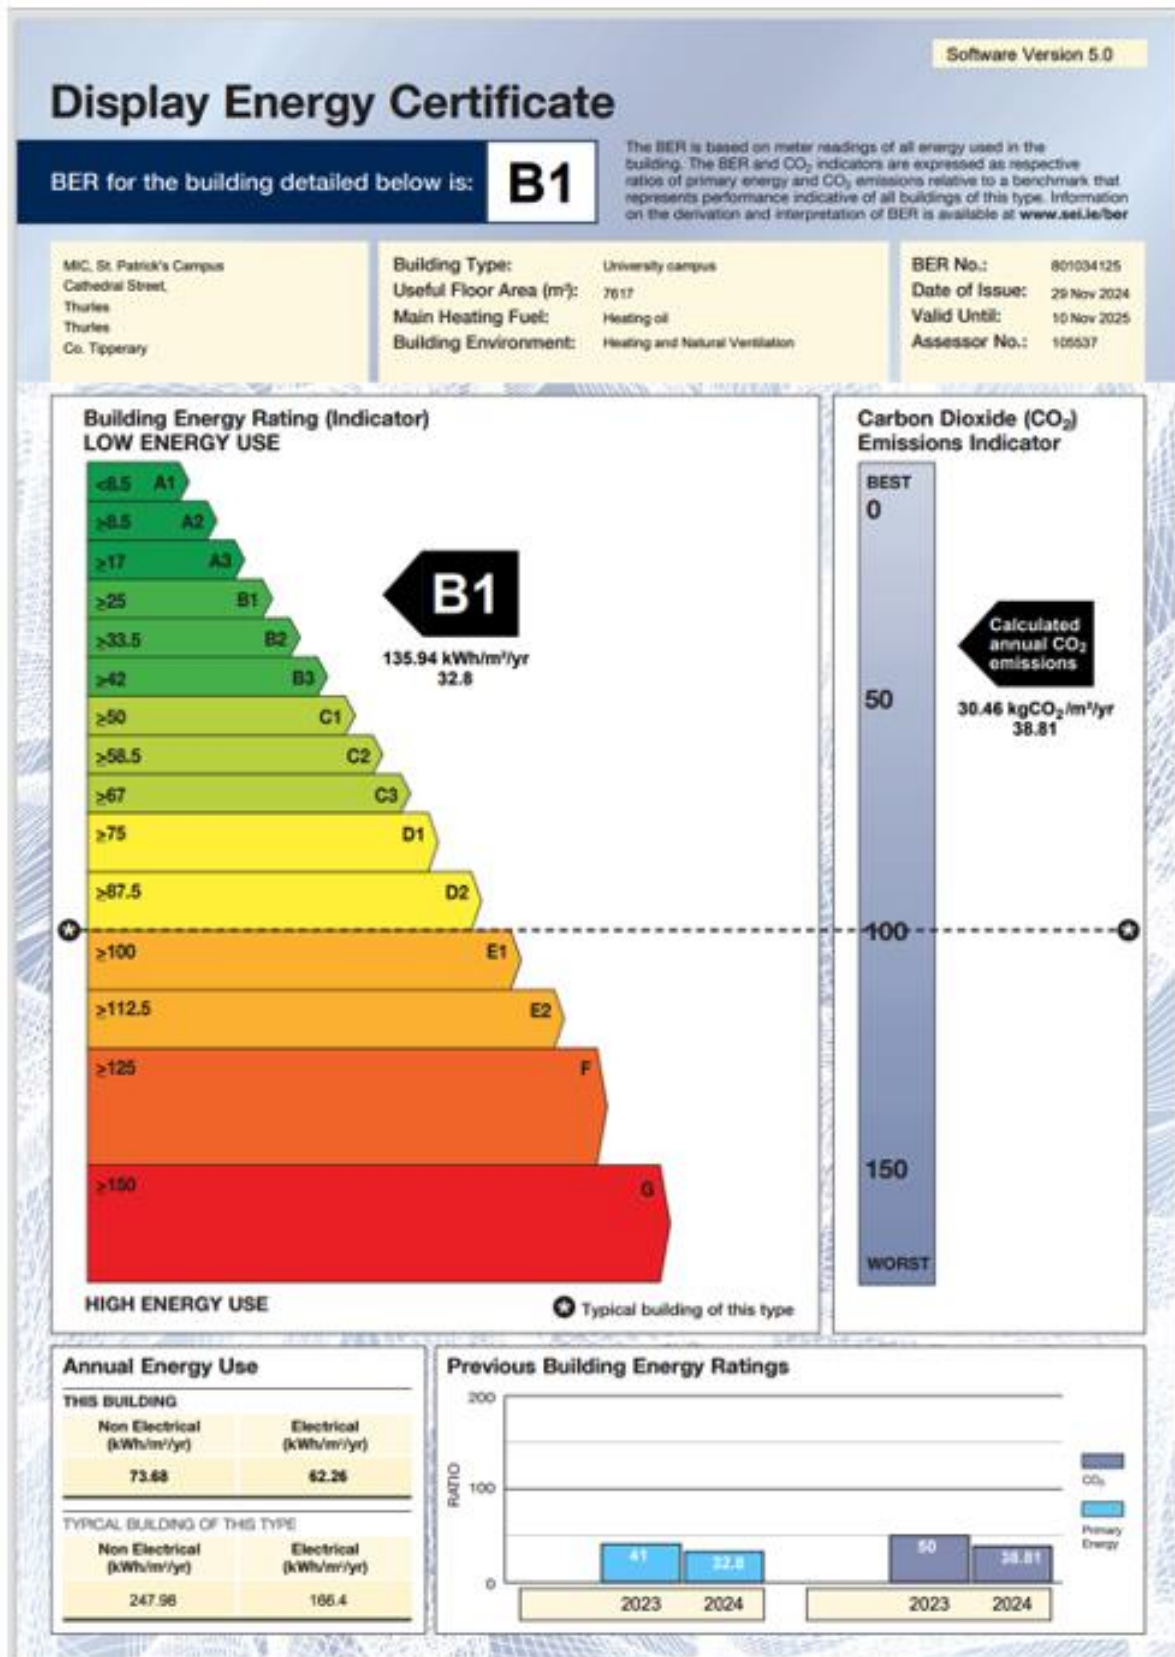 Software Version 5.0
Display Energy Certificate
BER for the building detailed below is:
B1
The BER is based on meter readings of all energy used in the
building. The BER and CO₂ indicators are expressed as respective
ratios of primary energy and CO₂ emissions relative to a benchmark that
represents performance indicative of all buildings of this type. Information
on the derivation and interpretation of BER is available at www.sei.ie/ber
MIC, St. Patrick's Campus
Cathedral Street,
Thurles
Thurles
Co. Tipperary
Building Type: University campus
Useful Floor Area (m²): 7617
Main Heating Fuel: Heating oil
Building Environment: Heating and Natural Ventilation
BER No.: 801034125
Date of Issue: 29 Nov 2024
Valid Until: 10 Nov 2025
Assessor No.: 105537
Building Energy Rating (Indicator)
LOW ENERGY USE
<8.5 A1
≥8.5 A2
≥17 A3
≥25 B1
≥33.5 B2
≥42 B3
≥50 C1
≥58.5 C2
≥67 C3
≥75 D1
≥87.5 D2
≥100 E1
≥112.5 E2
≥125 F
≥150 G
HIGH ENERGY USE
B1
135.94 kWh/m²/yr
32.8
Typical building of this type
Carbon Dioxide (CO₂)
Emissions Indicator
BEST
0
50
100
150
WORST
Calculated
annual CO₂
emissions
30.46 kgCO₂/m²/yr
38.81
Annual Energy Use
THIS BUILDING
Non Electrical Electrical
(kWh/m²/yr) (kWh/m²/yr)
73.68 62.26
TYPICAL BUILDING OF THIS TYPE
Non Electrical Electrical
(kWh/m²/yr) (kWh/m²/yr)
247.98 166.4
Previous Building Energy Ratings
RATIO
200
100
0
41 32.8 50 38.81
2023 2024 2023 2024
CO₂
Primary
Energy